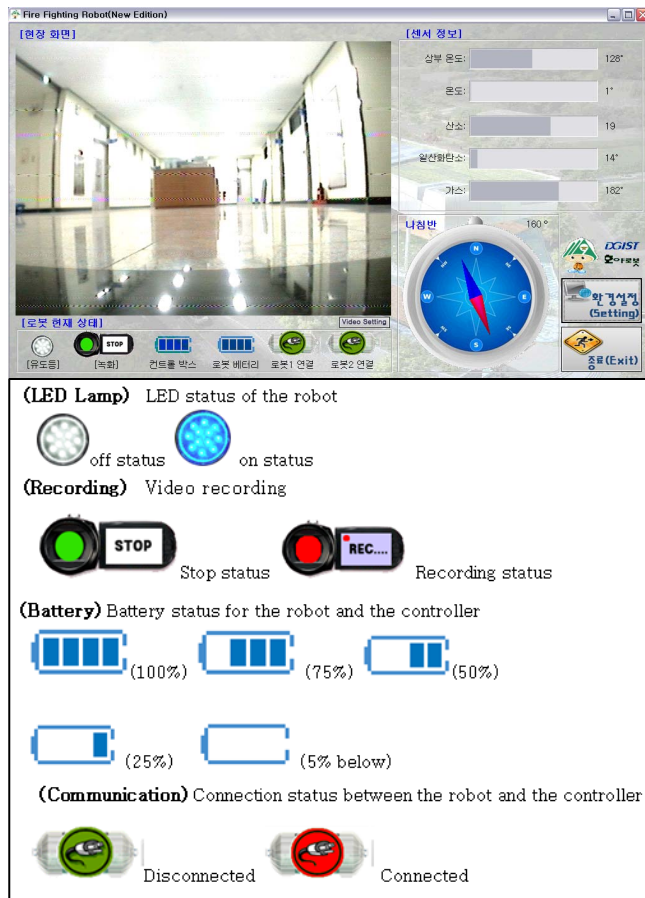 Fire Fighting Robot(New Edition)
[현장 화면]
[센서 정보]
상부 온도: 128°
온도: 1°
산소: 19
일산화탄소: 14°
가스: 182°
나침반 160°
N
W E
S
DGIST
환경설정
(Setting)
종료(Exit)
[로봇 현재 상태] Video Setting
STOP
[유도등] [녹화] 컨트롤 박스 로봇 배터리 로봇1 연결 로봇2 연결
(LED Lamp) LED status of the robot
off status on status
(Recording) Video recording
STOP REC....
Stop status Recording status
(Battery) Battery status for the robot and the controller
(100%) (75%) (50%)
(25%) (5% below)
(Communication) Connection status between the robot and the controller
Disconnected Connected